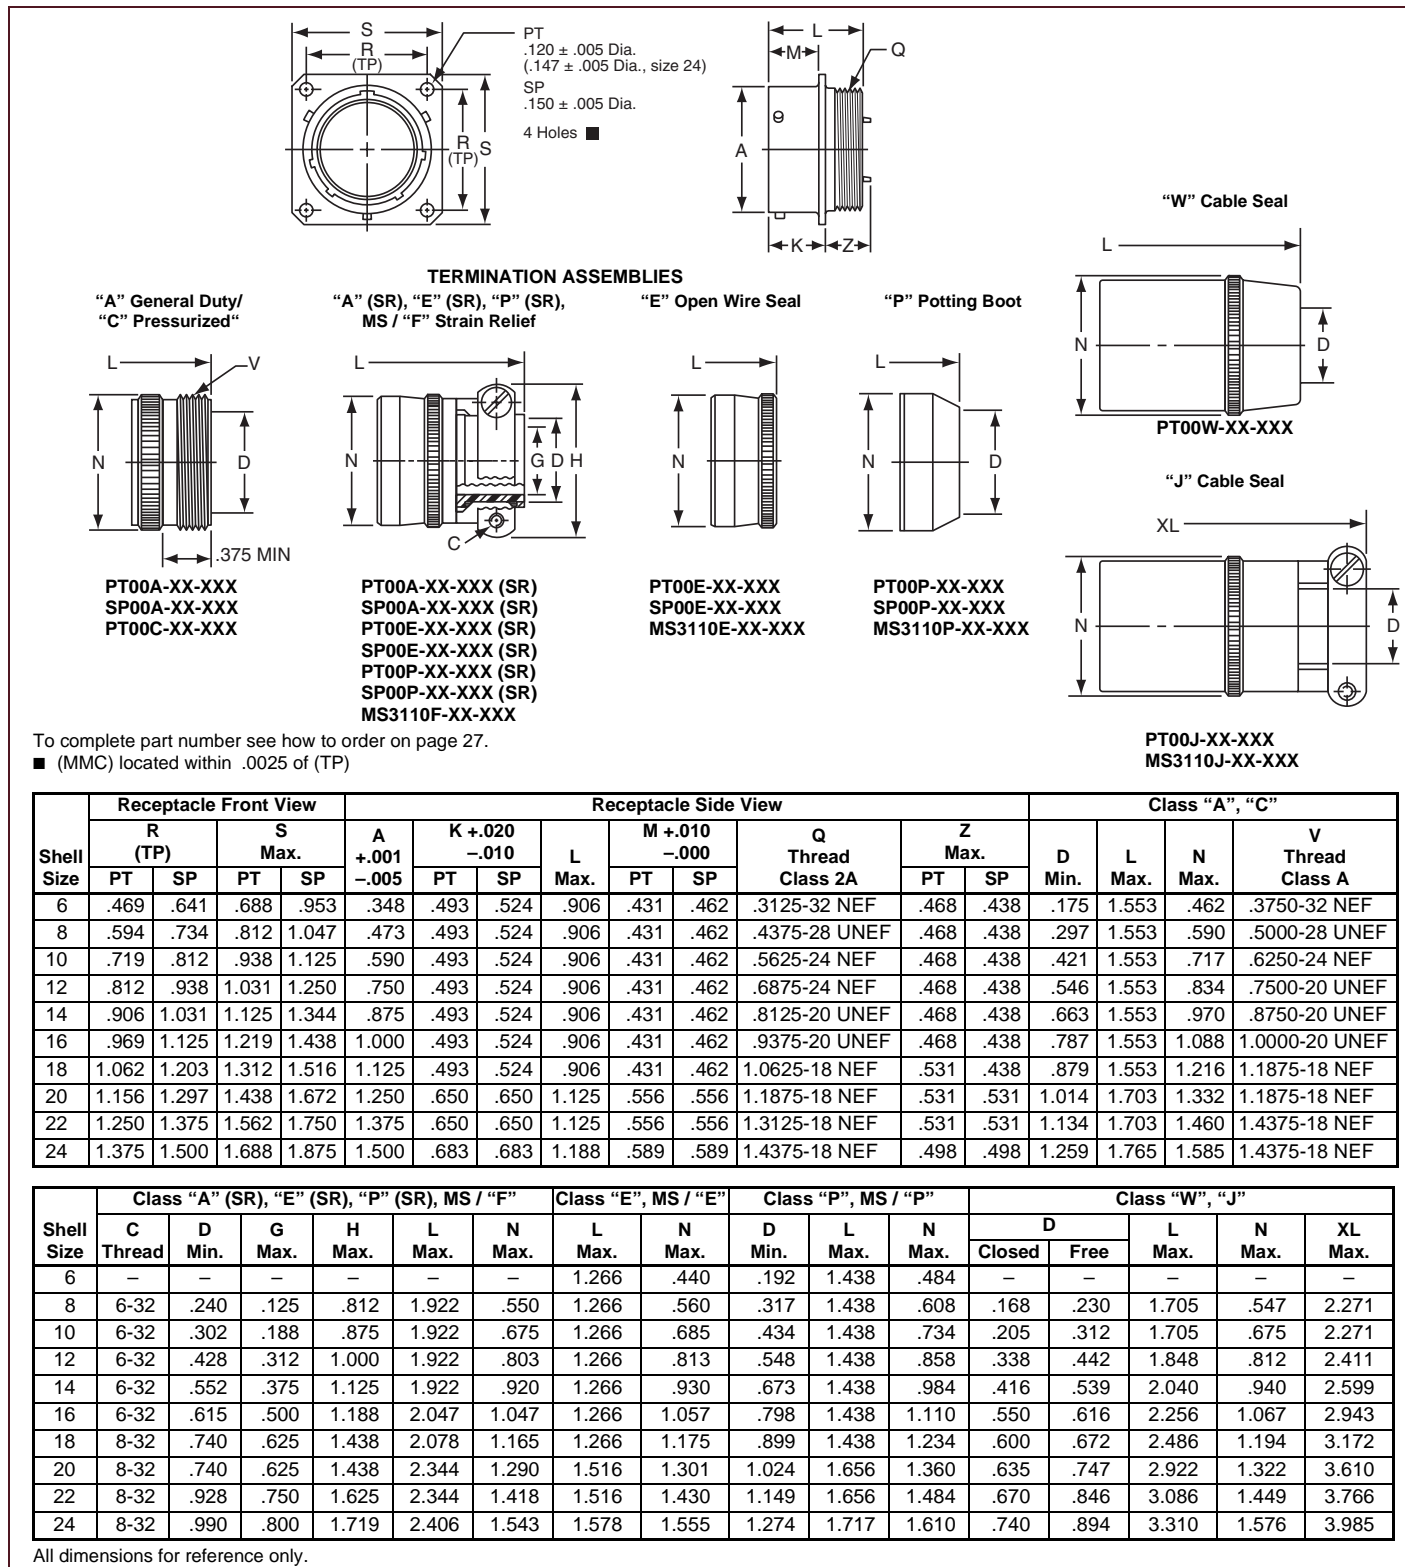 S
R
(TP)
PT
.120 ± .005 Dia.
(.147 ± .005 Dia., size 24)
SP
.150 ± .005 Dia.
4 Holes ■
R
(TP)
S
L
M
Q
A
K
Z
TERMINATION ASSEMBLIES
“A” General Duty/
“C” Pressurized“
L
V
N
D
.375 MIN
PT00A-XX-XXX
SP00A-XX-XXX
PT00C-XX-XXX
“A” (SR), “E” (SR), “P” (SR),
MS / “F” Strain Relief
L
N
G D H
C
PT00A-XX-XXX (SR)
SP00A-XX-XXX (SR)
PT00E-XX-XXX (SR)
SP00E-XX-XXX (SR)
PT00P-XX-XXX (SR)
SP00P-XX-XXX (SR)
MS3110F-XX-XXX
“E” Open Wire Seal
L
N
PT00E-XX-XXX
SP00E-XX-XXX
MS3110E-XX-XXX
“P” Potting Boot
L
N
D
PT00P-XX-XXX
SP00P-XX-XXX
MS3110P-XX-XXX
“W” Cable Seal
L
N
D
PT00W-XX-XXX
“J” Cable Seal
XL
N
D
PT00J-XX-XXX
MS3110J-XX-XXX
To complete part number see how to order on page 27.
■ (MMC) located within .0025 of (TP)
Receptacle Front View Receptacle Side View Class “A”, “C”
Shell Size R (TP) S Max. A +.001 –.005 K +.020 –.010 L Max. M +.010 –.000 Q Thread Class 2A Z Max. D Min. L Max. N Max. V Thread Class A
PT SP PT SP PT SP PT SP PT SP
6 .469 .641 .688 .953 .348 .493 .524 .906 .431 .462 .3125-32 NEF .468 .438 .175 1.553 .462 .3750-32 NEF
8 .594 .734 .812 1.047 .473 .493 .524 .906 .431 .462 .4375-28 UNEF .468 .438 .297 1.553 .590 .5000-28 UNEF
10 .719 .812 .938 1.125 .590 .493 .524 .906 .431 .462 .5625-24 NEF .468 .438 .421 1.553 .717 .6250-24 NEF
12 .812 .938 1.031 1.250 .750 .493 .524 .906 .431 .462 .6875-24 NEF .468 .438 .546 1.553 .834 .7500-20 UNEF
14 .906 1.031 1.125 1.344 .875 .493 .524 .906 .431 .462 .8125-20 UNEF .468 .438 .663 1.553 .970 .8750-20 UNEF
16 .969 1.125 1.219 1.438 1.000 .493 .524 .906 .431 .462 .9375-20 UNEF .468 .438 .787 1.553 1.088 1.0000-20 UNEF
18 1.062 1.203 1.312 1.516 1.125 .493 .524 .906 .431 .462 1.0625-18 NEF .531 .438 .879 1.553 1.216 1.1875-18 NEF
20 1.156 1.297 1.438 1.672 1.250 .650 .650 1.125 .556 .556 1.1875-18 NEF .531 .531 1.014 1.703 1.332 1.1875-18 NEF
22 1.250 1.375 1.562 1.750 1.375 .650 .650 1.125 .556 .556 1.3125-18 NEF .531 .531 1.134 1.703 1.460 1.4375-18 NEF
24 1.375 1.500 1.688 1.875 1.500 .683 .683 1.188 .589 .589 1.4375-18 NEF .498 .498 1.259 1.765 1.585 1.4375-18 NEF
Class “A” (SR), “E” (SR), “P” (SR), MS / “F” Class “E”, MS / “E” Class “P”, MS / “P” Class “W”, “J”
Shell Size C Thread D Min. G Max. H Max. L Max. N Max. L Max. N Max. D Min. L Max. N Max. D L Max. N Max. XL Max.
Closed Free
6 – – – – – – 1.266 .440 .192 1.438 .484 – – – – –
8 6-32 .240 .125 .812 1.922 .550 1.266 .560 .317 1.438 .608 .168 .230 1.705 .547 2.271
10 6-32 .302 .188 .875 1.922 .675 1.266 .685 .434 1.438 .734 .205 .312 1.705 .675 2.271
12 6-32 .428 .312 1.000 1.922 .803 1.266 .813 .548 1.438 .858 .338 .442 1.848 .812 2.411
14 6-32 .552 .375 1.125 1.922 .920 1.266 .930 .673 1.438 .984 .416 .539 2.040 .940 2.599
16 6-32 .615 .500 1.188 2.047 1.047 1.266 1.057 .798 1.438 1.110 .550 .616 2.256 1.067 2.943
18 8-32 .740 .625 1.438 2.078 1.165 1.266 1.175 .899 1.438 1.234 .600 .672 2.486 1.194 3.172
20 8-32 .740 .625 1.438 2.344 1.290 1.516 1.301 1.024 1.656 1.360 .635 .747 2.922 1.322 3.610
22 8-32 .928 .750 1.625 2.344 1.418 1.516 1.430 1.149 1.656 1.484 .670 .846 3.086 1.449 3.766
24 8-32 .990 .800 1.719 2.406 1.543 1.578 1.555 1.274 1.717 1.610 .740 .894 3.310 1.576 3.985
All dimensions for reference only.